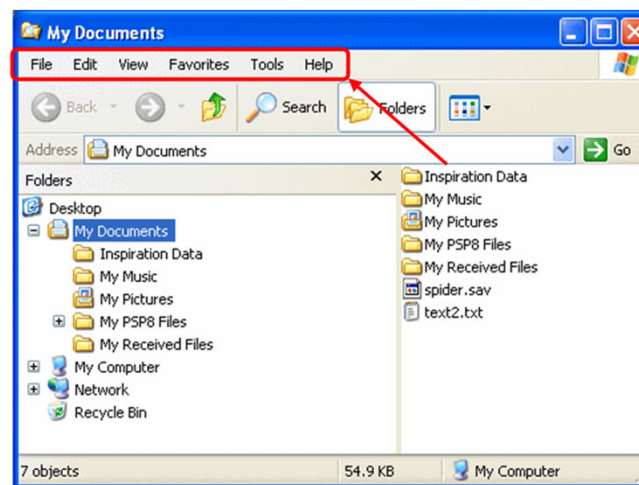 My Documents
File Edit View Favorites Tools Help
Back Search Folders
Address My Documents Go
Folders
Desktop
My Documents
Inspiration Data
My Music
My Pictures
My PSP8 Files
My Received Files
My Computer
Network
Recycle Bin
Inspiration Data
My Music
My Pictures
My PSP8 Files
My Received Files
spider.sav
text2.txt
7 objects 54.9 KB My Computer